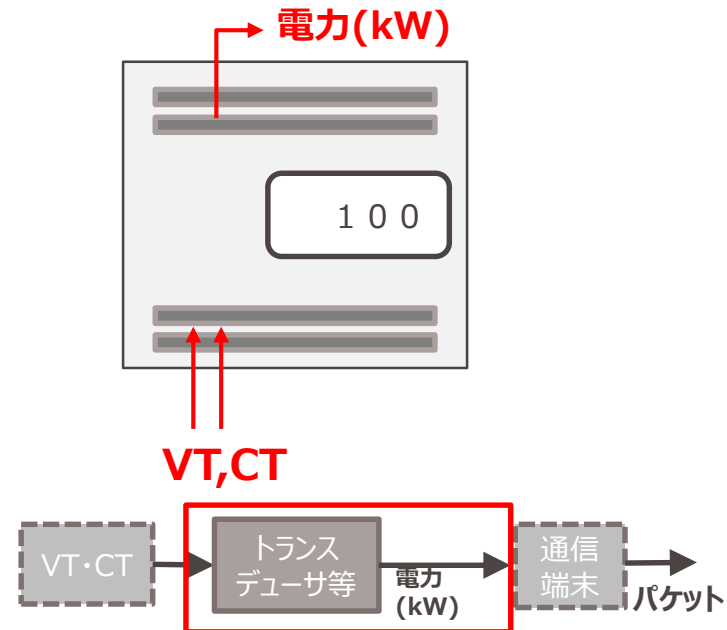 電力(kW)
１００
VT,CT
VT・CT
トランス
デューサ等
電力
(kW)
通信
端末
パケット